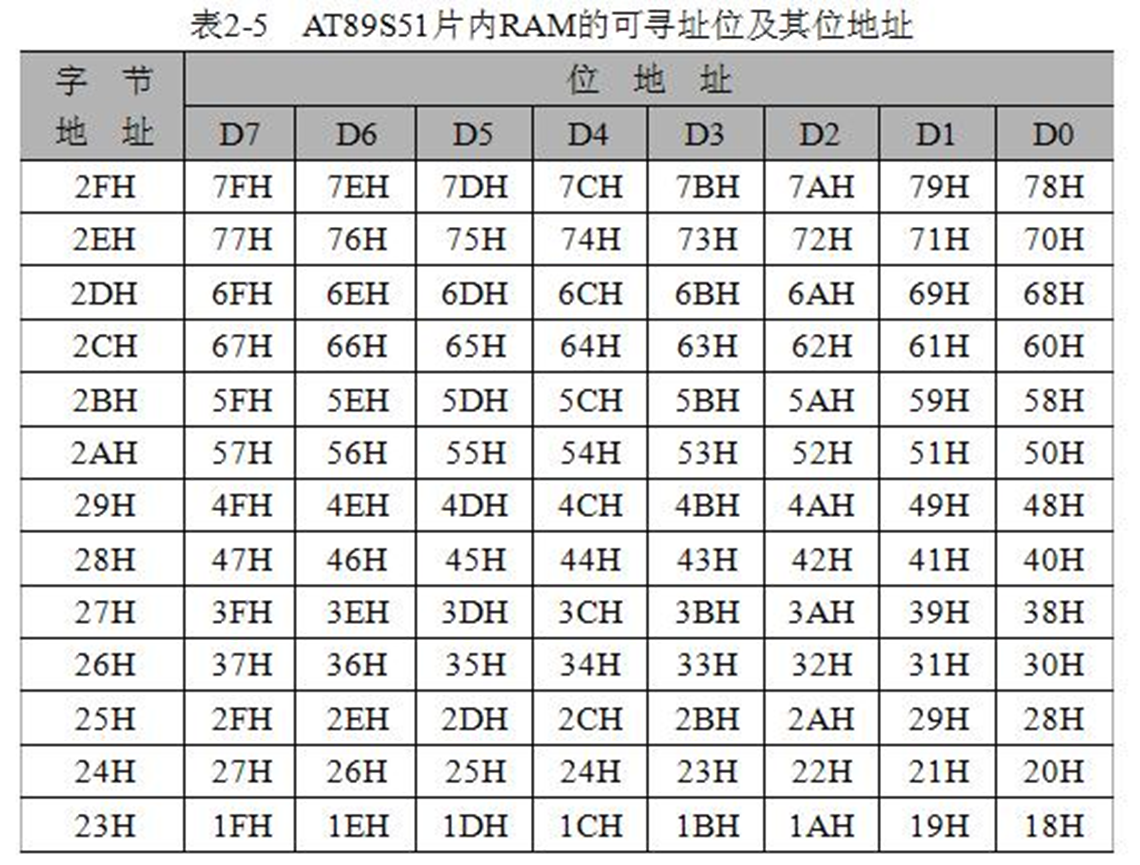 表2-5 AT89S51片内RAM的可寻址位及其位地址
字节地址 位地址
D7 D6 D5 D4 D3 D2 D1 D0
2FH 7FH 7EH 7DH 7CH 7BH 7AH 79H 78H
2EH 77H 76H 75H 74H 73H 72H 71H 70H
2DH 6FH 6EH 6DH 6CH 6BH 6AH 69H 68H
2CH 67H 66H 65H 64H 63H 62H 61H 60H
2BH 5FH 5EH 5DH 5CH 5BH 5AH 59H 58H
2AH 57H 56H 55H 54H 53H 52H 51H 50H
29H 4FH 4EH 4DH 4CH 4BH 4AH 49H 48H
28H 47H 46H 45H 44H 43H 42H 41H 40H
27H 3FH 3EH 3DH 3CH 3BH 3AH 39H 38H
26H 37H 36H 35H 34H 33H 32H 31H 30H
25H 2FH 2EH 2DH 2CH 2BH 2AH 29H 28H
24H 27H 26H 25H 24H 23H 22H 21H 20H
23H 1FH 1EH 1DH 1CH 1BH 1AH 19H 18H